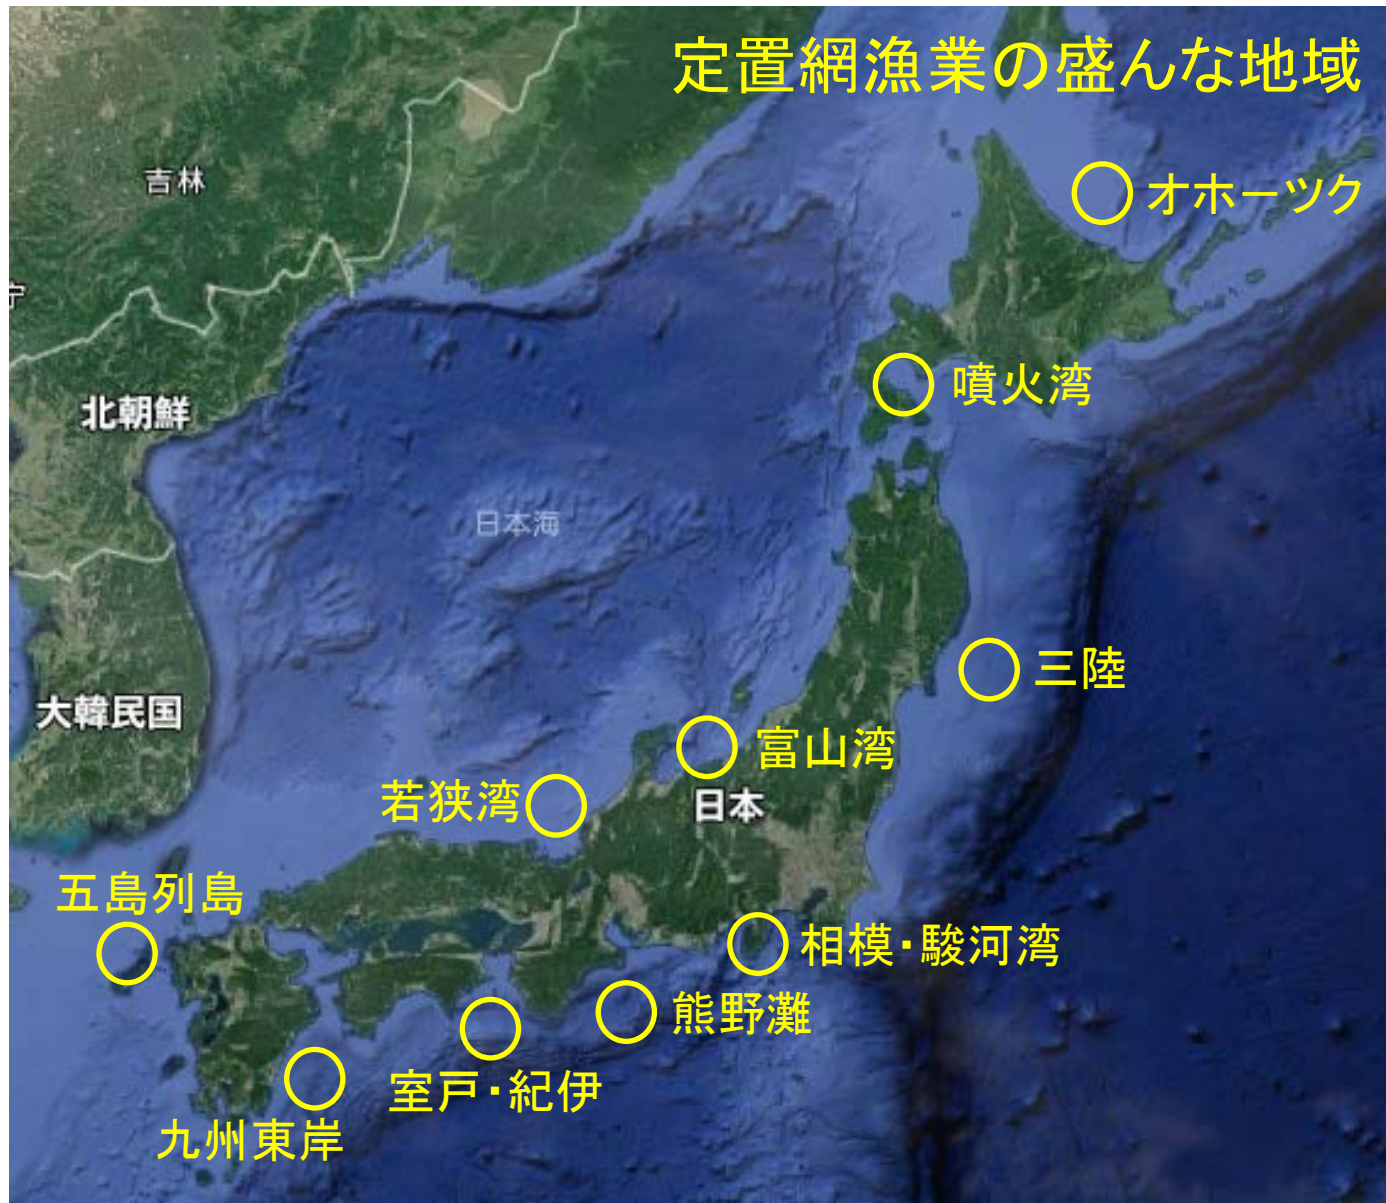 定置網漁業の盛んな地域
吉林
オホーツク
噴火湾
北朝鮮
日本海
三陸
大韓民国
富山湾
若狭湾
日本
五島列島
相模・駿河湾
熊野灘
室戸・紀伊
九州東岸